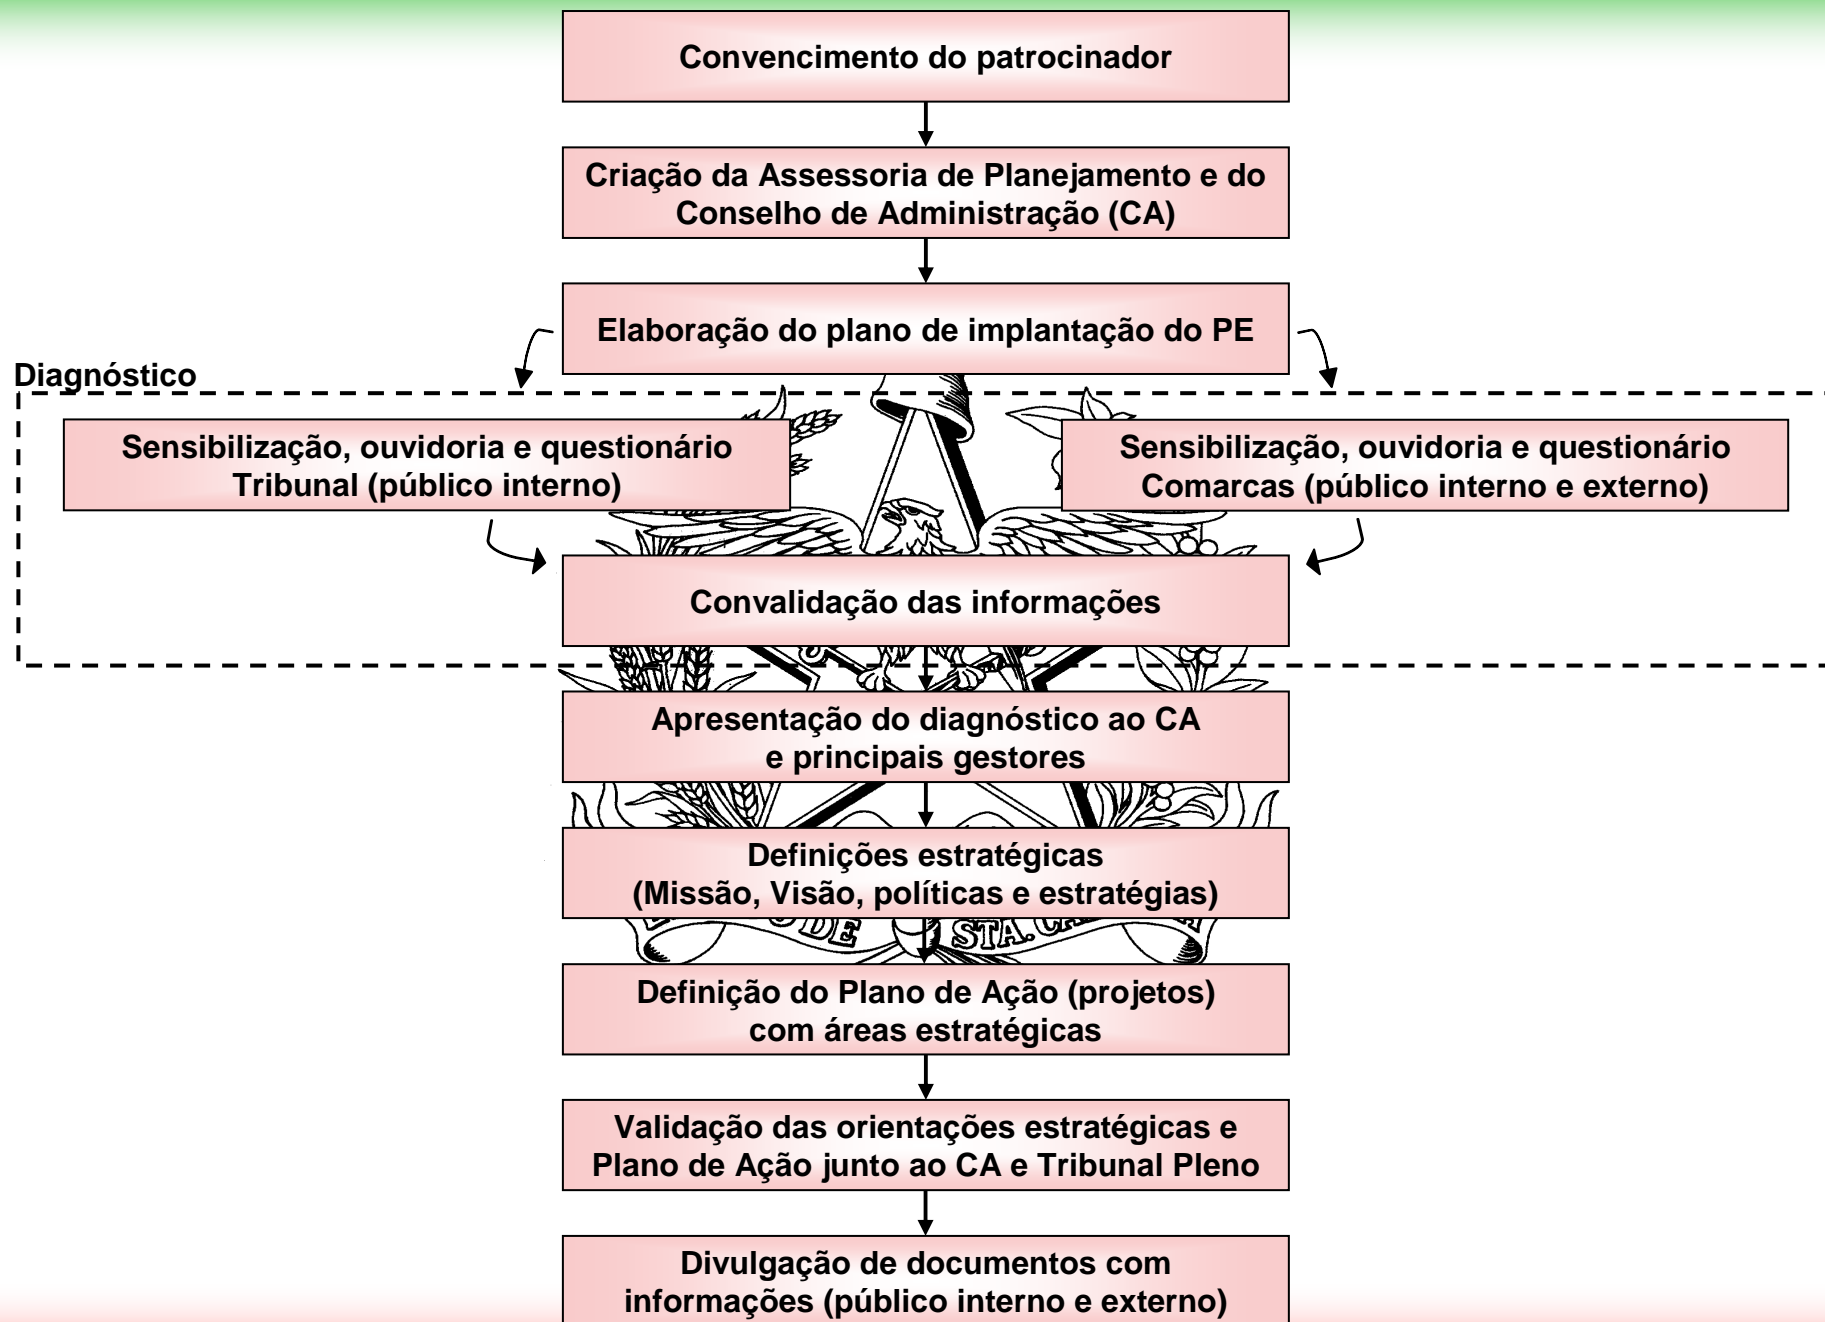 Convencimento do patrocinador
Criação da Assessoria de Planejamento e do
Conselho de Administração (CA)
Elaboração do plano de implantação do PE
Diagnóstico
Sensibilização, ouvidoria e questionário
Tribunal (público interno)
Sensibilização, ouvidoria e questionário
Comarcas (público interno e externo)
Convalidação das informações
Apresentação do diagnóstico ao CA
e principais gestores
Definições estratégicas
(Missão, Visão, políticas e estratégias)
DE STA.
Definição do Plano de Ação (projetos)
com áreas estratégicas
Validação das orientações estratégicas e
Plano de Ação junto ao CA e Tribunal Pleno
Divulgação de documentos com
informações (público interno e externo)